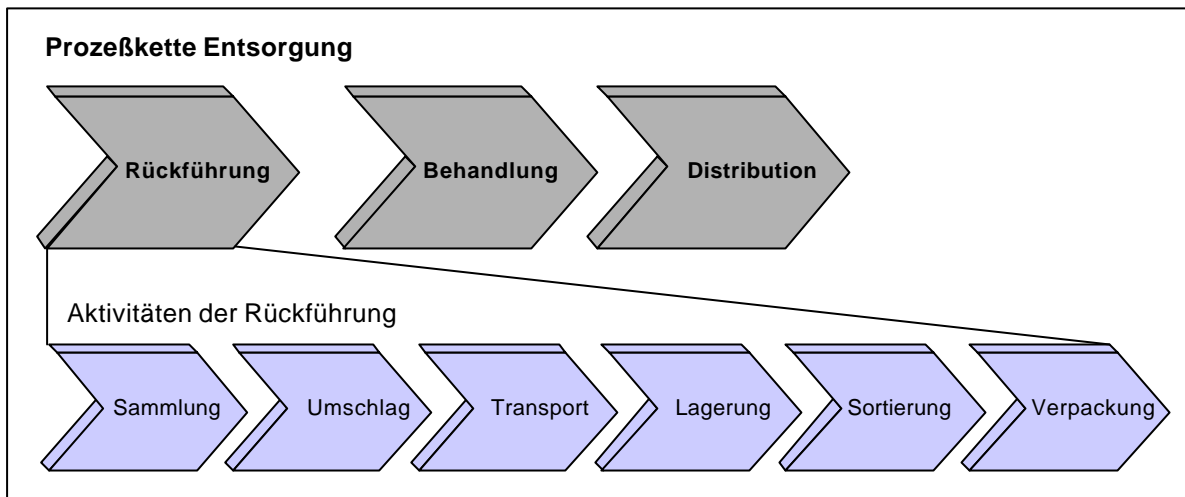 Prozeßkette Entsorgung
Rückführung
Behandlung
Distribution
Aktivitäten der Rückführung
Sammlung
Umschlag
Transport
Lagerung
Sortierung
Verpackung